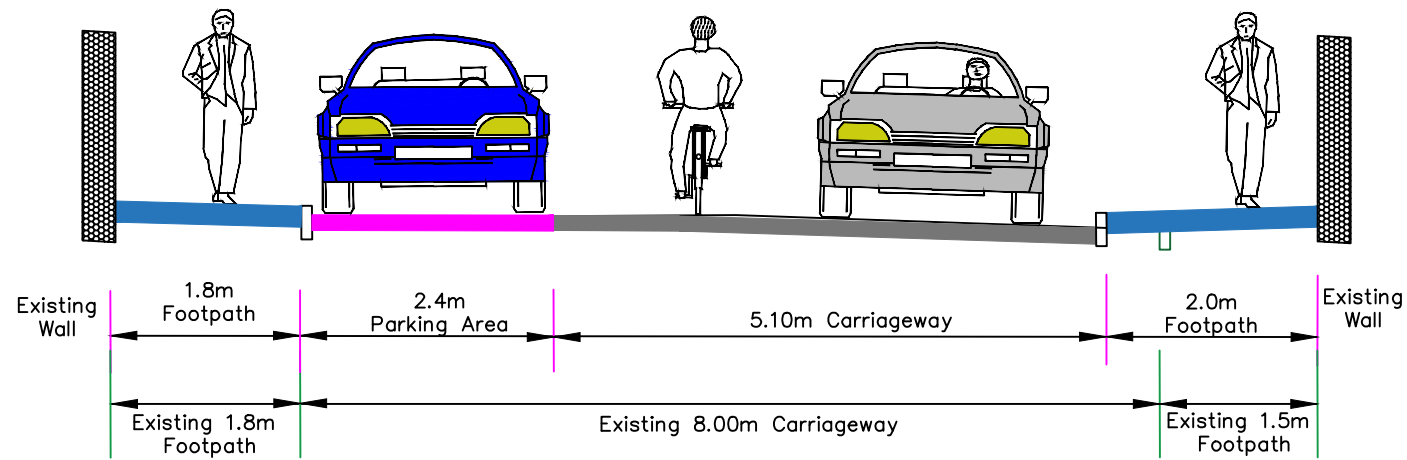 Existing
Wall
1.8m
Footpath
2.4m
Parking Area
5.10m Carriageway
2.0m
Footpath
Existing
Wall
Existing 1.8m
Footpath
Existing 8.00m Carriageway
Existing 1.5m
Footpath